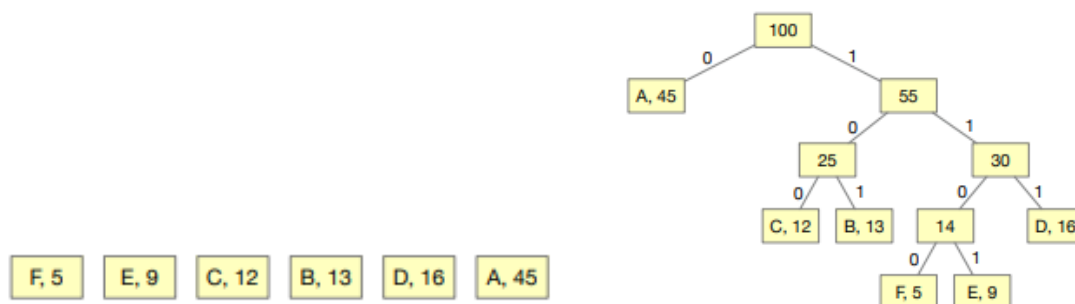 100
0 1
A, 45 55
0 1
25 30
0 1 0 1
C, 12 B, 13 14 D, 16
0 1
F, 5 E, 9
F, 5 E, 9 C, 12 B, 13 D, 16 A, 45